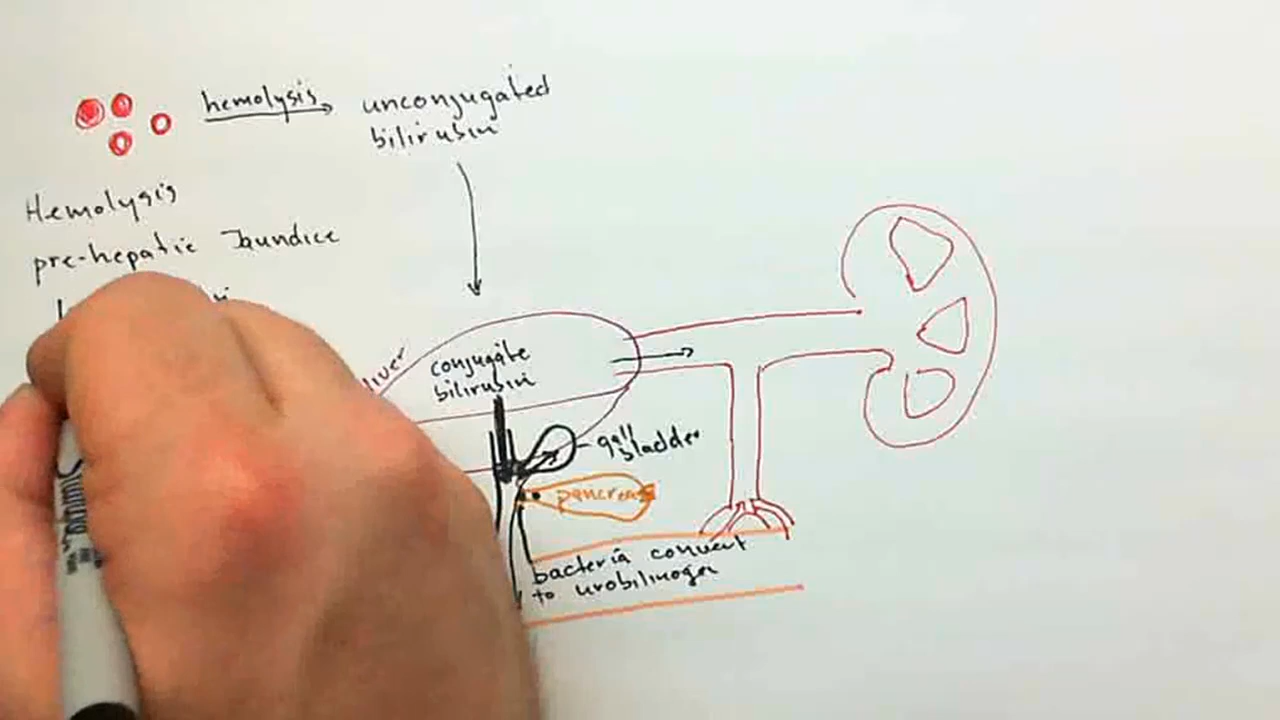 hemolysis
unconjugated
bilirubin
Hemolysis
pre-hepatic Jaundice
liver
conjugate
bilirubin
gall
bladder
pancreas
bacteria convert
to urobilinogen